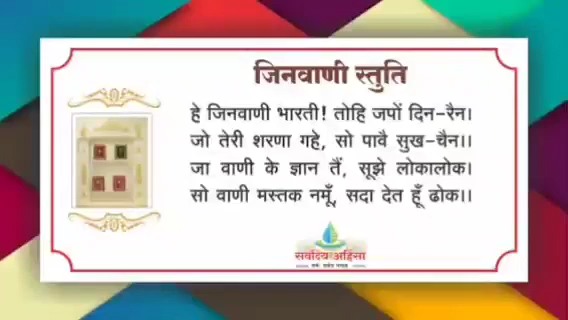 जिनवाणी स्तुति
हे जिनवाणी भारती! तोहि जपों दिन-रैन।
जो तेरी शरणा गहे, सो पावै सुख-चैन।।
जा वाणी के ज्ञान तैं, सूझे लोकालोक।
सो वाणी मस्तक नमूँ, सदा देत हूँ ढोक।।
सर्वोदय अहिंसा